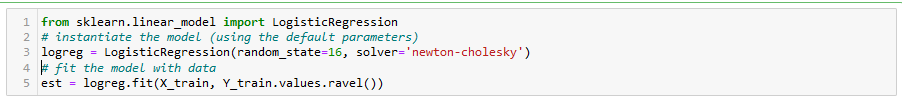 1 from sklearn.linear_model import LogisticRegression
2 # instantiate the model (using the default parameters)
3 logreg = LogisticRegression(random_state=16, solver='newton-cholesky')
4 # fit the model with data
5 est = logreg.fit(X_train, Y_train.values.ravel())